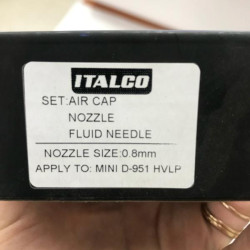 ITALCO
SET:AIR CAP
NOZZLE
FLUID NEEDLE
NOZZLE SIZE:0.8mm
APPLY TO: MINI D-951 HVLP